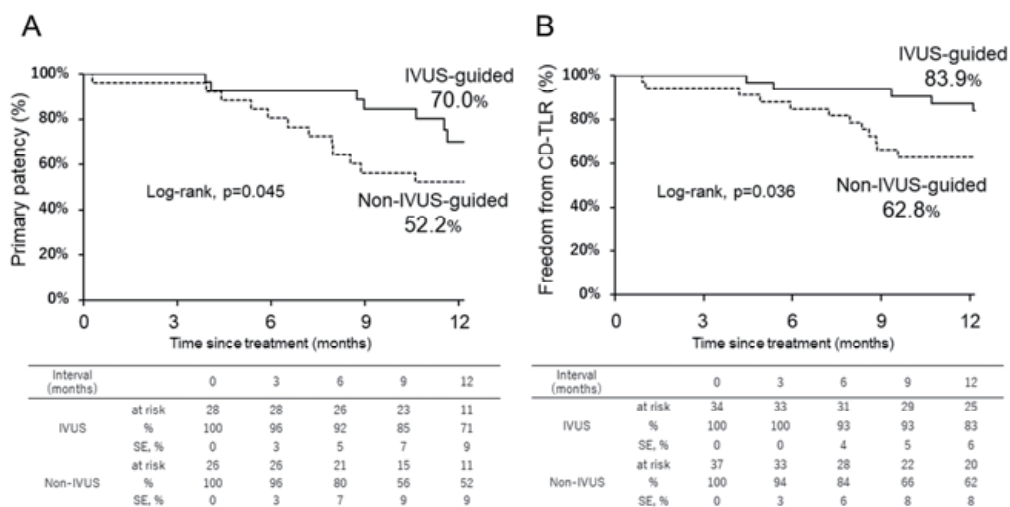 A
Primary patency (%)
100%
80%
60%
40%
20%
0%
IVUS-guided
70.0%
Log-rank, p=0.045
Non-IVUS-guided
52.2%
0 3 6 9 12
Time since treatment (months)
Interval (months) 0 3 6 9 12
IVUS
at risk 28 28 26 23 11
% 100 96 92 85 71
SE, % 0 3 5 7 9
Non-IVUS
at risk 26 26 21 15 11
% 100 96 80 56 52
SE, % 0 3 7 9 9
B
Freedom from CD-TLR (%)
100%
80%
60%
40%
20%
0%
IVUS-guided
83.9%
Log-rank, p=0.036
Non-IVUS-guided
62.8%
0 3 6 9 12
Time since treatment (months)
Interval (months) 0 3 6 9 12
IVUS
at risk 34 33 31 29 25
% 100 100 93 93 83
SE, % 0 0 4 5 6
Non-IVUS
at risk 37 33 28 22 20
% 100 94 84 66 62
SE, % 0 3 6 8 8